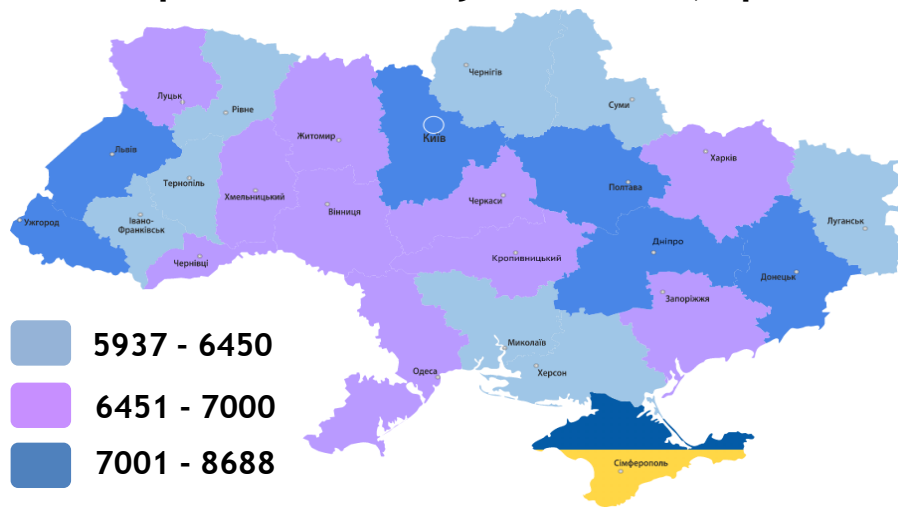 Чернігів
Суми
Луцьк
Рівне
Київ
Житомир
Львів
Харків
Тернопіль
Полтава
Хмельницький
Черкаси
Вінниця
Івано-
Франківськ
Ужгород
Луганськ
Дніпро
Чернівці
Кропивницький
Донецьк
Запоріжжя
5937 - 6450
Миколаїв
Одеса
Херсон
6451 - 7000
7001 - 8688
Сімферополь